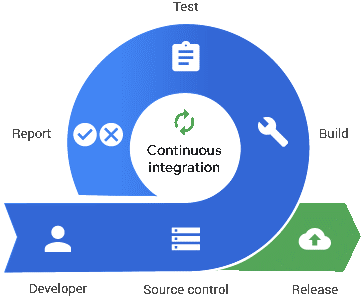 Test
Report
Continuous
integration
Build
Developer
Source control
Release